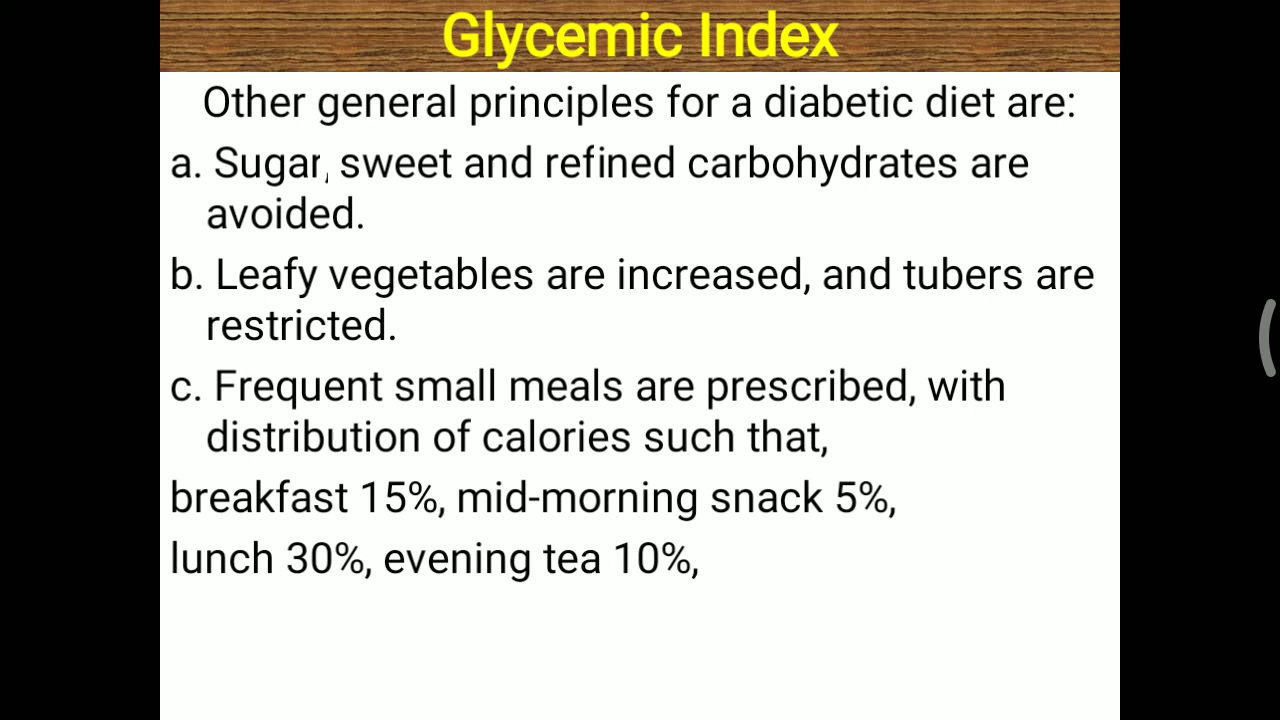 Glycemic Index
Other general principles for a diabetic diet are:
a. Sugar, sweet and refined carbohydrates are
avoided.
b. Leafy vegetables are increased, and tubers are
restricted.
c. Frequent small meals are prescribed, with
distribution of calories such that,
breakfast 15%, mid-morning snack 5%,
lunch 30%, evening tea 10%,